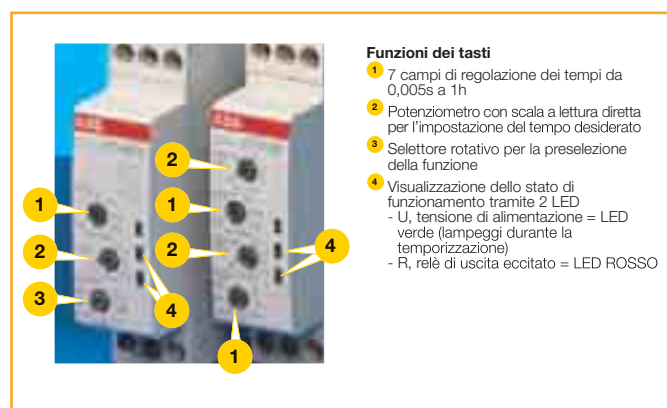 ABB
ABB
2
1
1
2
2
4
3
4
1
Funzioni dei tasti
1 7 campi di regolazione dei tempi da
0,005s a 1h
2 Potenziometro con scala a lettura diretta
per l'impostazione del tempo desiderato
3 Selettore rotativo per la preselezione
della funzione
4 Visualizzazione dello stato di
funzionamento tramite 2 LED
- U, tensione di alimentazione = LED
verde (lampeggi durante la
temporizzazione)
- R, relè di uscita eccitato = LED ROSSO